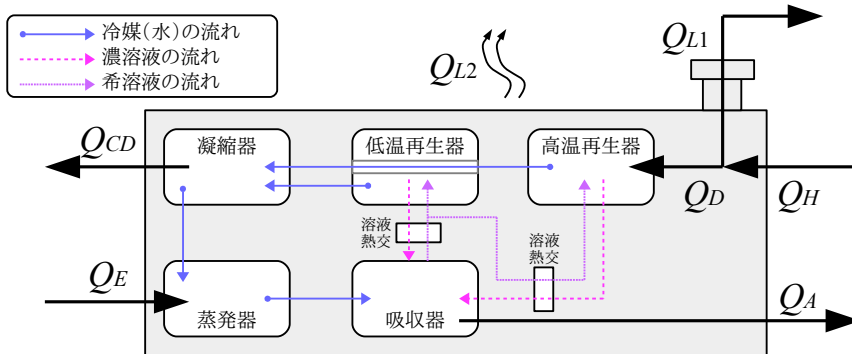 冷媒(水)の流れ
濃溶液の流れ
希溶液の流れ
QL2
QL1
QCD
凝縮器
低温再生器
高温再生器
QD
QH
溶液
熱交
溶液
熱交
QE
QA
蒸発器
吸収器